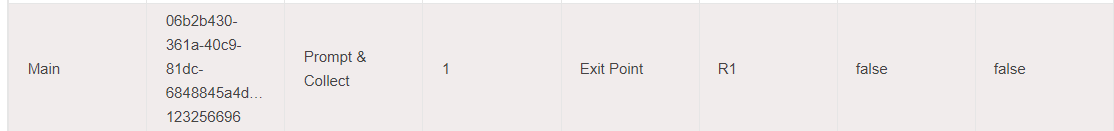 Main
06b2b430-
361a-40c9-
81dc-
6848845a4d...
123256696
Prompt &
Collect
1
Exit Point
R1
false
false